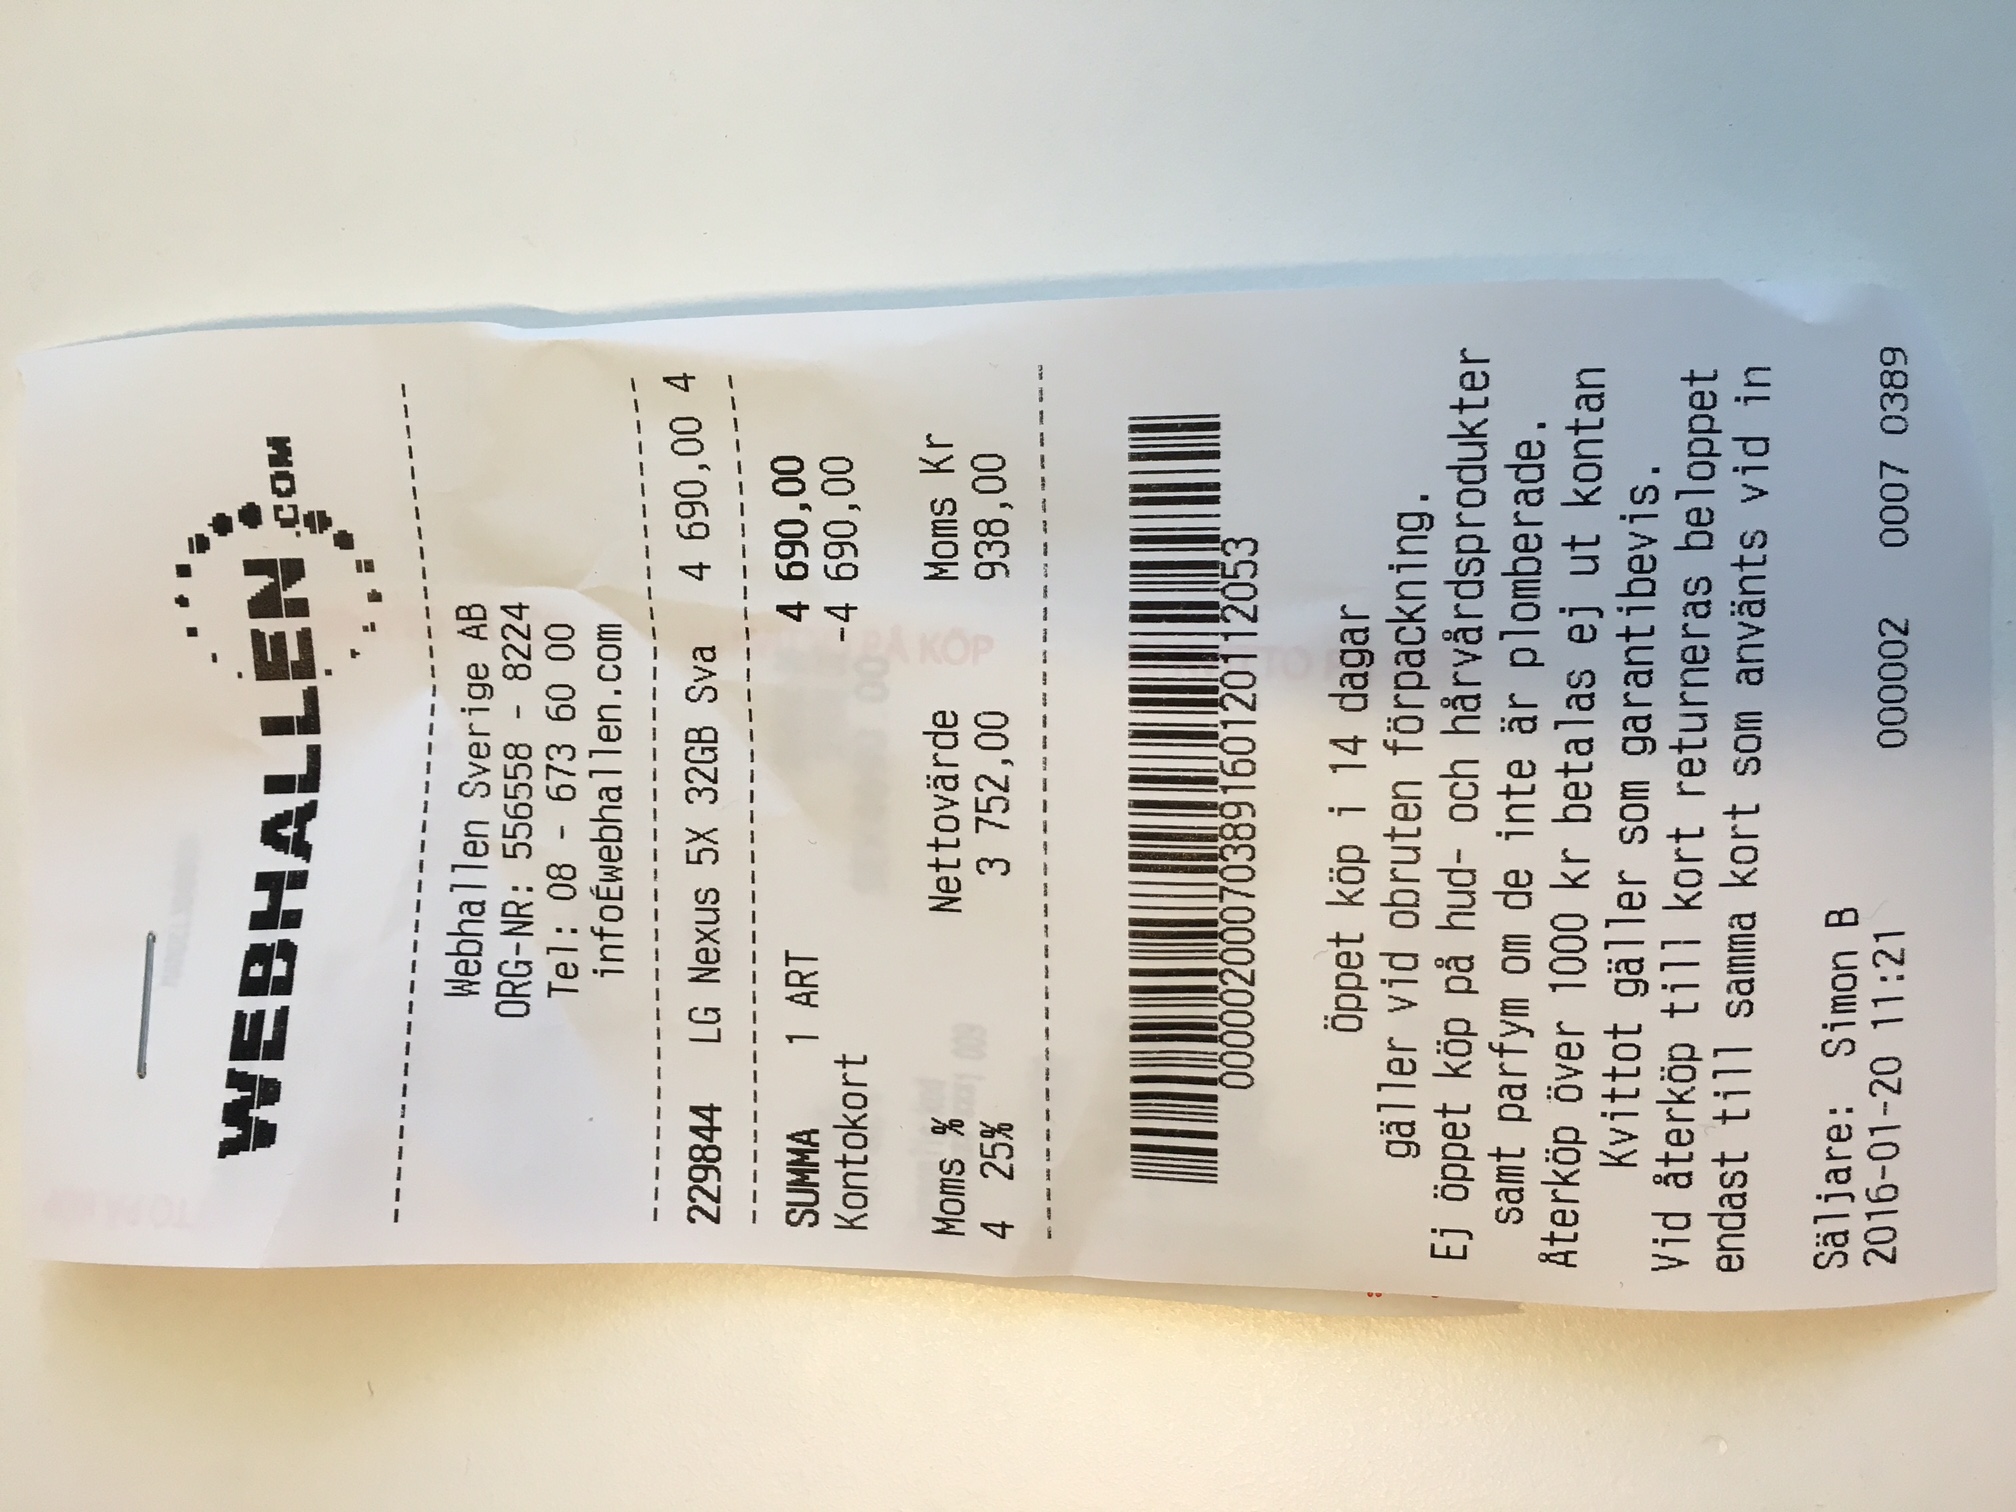 WEBHALLEN.COM
Webhallen Sverige AB
ORG-NR: 556558 - 8224
Tel: 08 - 673 60 00
infoÉwebhallen.com
229844 LG Nexus 5X 32GB Sva 4 690,00 4
SUMMA 1 ART 4 690,00
Kontokort -4 690,00
Moms % Nettovärde Moms Kr
4 25% 3 752,00 938,00
00000200070389160120112053
Öppet köp i 14 dagar
gäller vid obruten förpackning.
Ej öppet köp på hud- och hårvårdsprodukter
samt parfym om de inte är plomberade.
Återköp över 1000 kr betalas ej ut kontan
Kvittot gäller som garantibevis.
Vid återköp till kort returneras beloppet
endast till samma kort som använts vid in
Säljare: Simon B
2016-01-20 11:21 000002 0007 0389